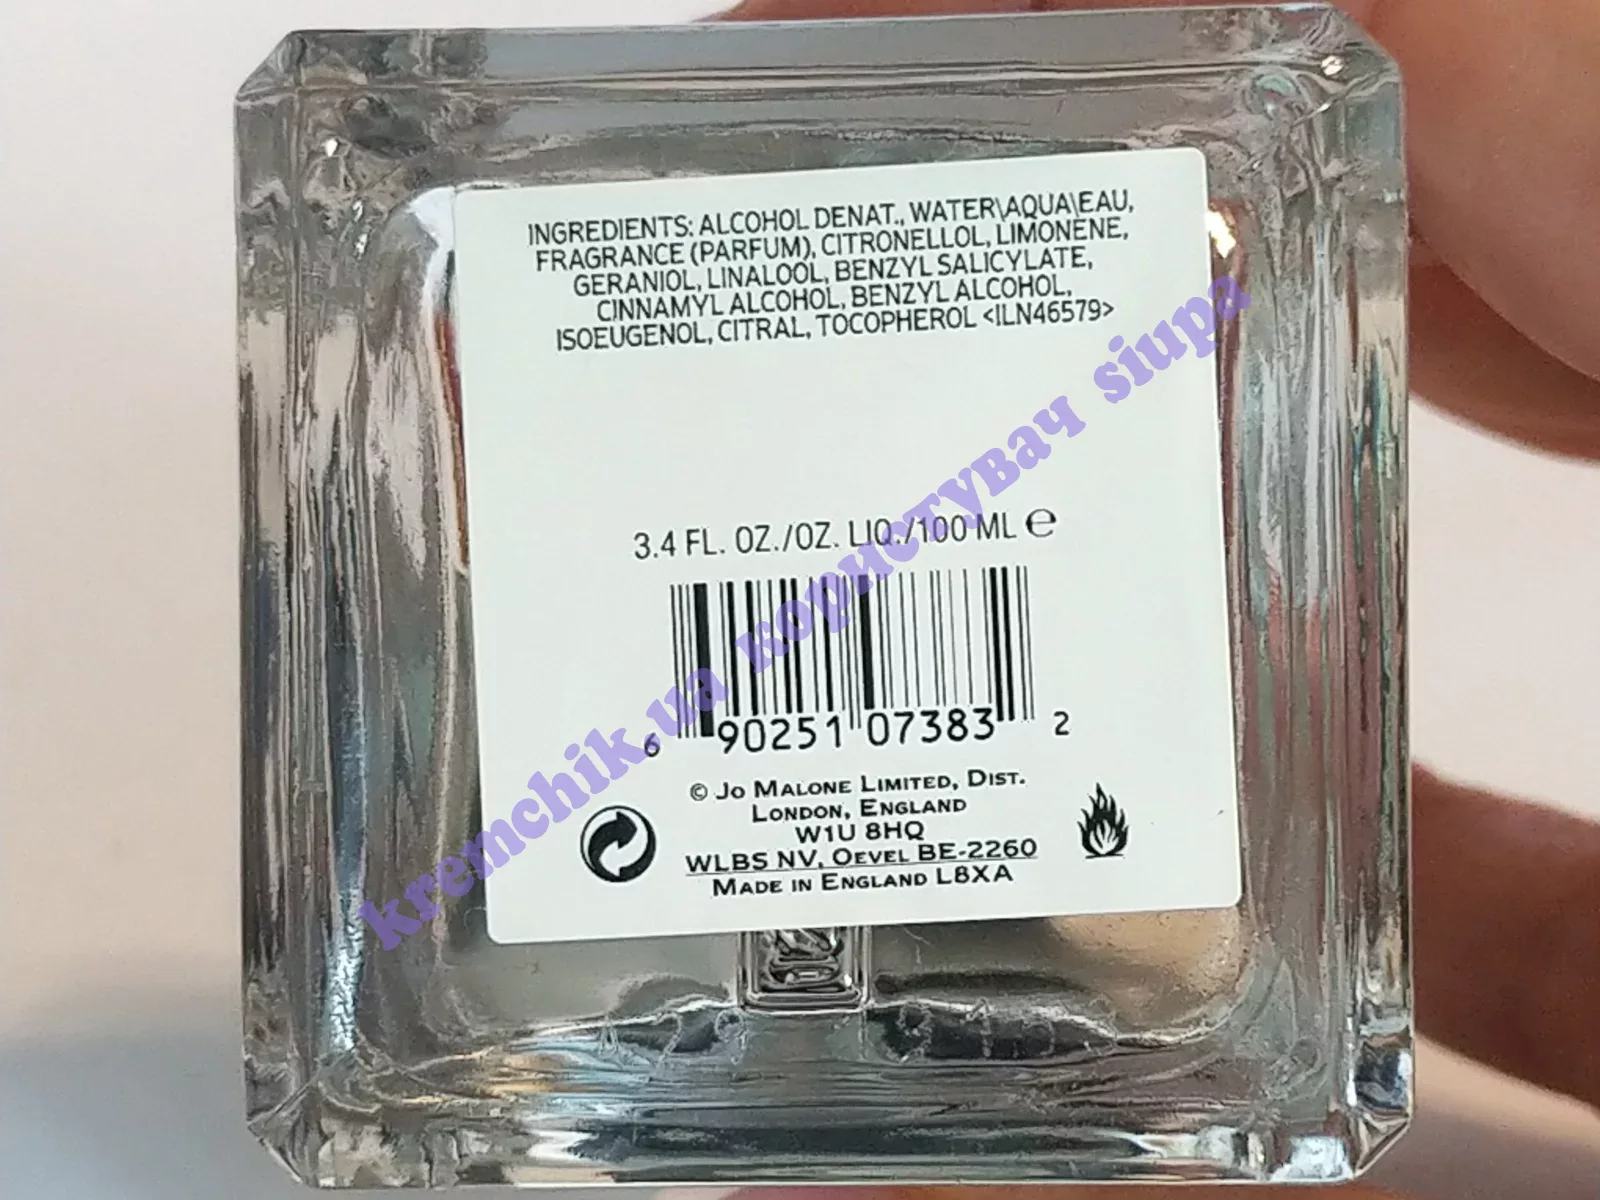 INGREDIENTS: ALCOHOL DENAT., WATER\AQUA\EAU,
FRAGRANCE (PARFUM), CITRONELLOL, LIMONENE,
GERANIOL, LINALOOL, BENZYL SALICYLATE,
CINNAMYL ALCOHOL, BENZYL ALCOHOL,
ISOEUGENOL, CITRAL, TOCOPHEROL <ILN46579>
3.4 FL. OZ./OZ. LIQ./100 ML ℮
6 90251 07383 2
© JO MALONE LIMITED, DIST.
LONDON, ENGLAND
W1U 8HQ
WLBS NV, OEVEL BE-2260
MADE IN ENGLAND L8XA
kremchik.ua користувач siupa